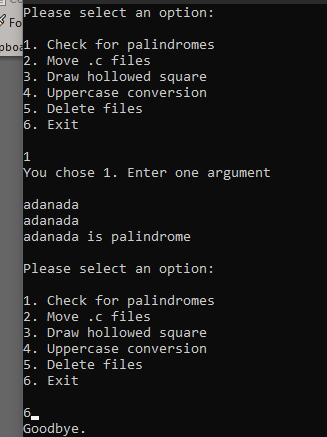 Fo
Please select an option:
1. Check for palindromes
2. Move .c files
3. Draw hollowed square
4. Uppercase conversion
5. Delete files
6. Exit
1
You chose 1. Enter one argument
adanada
adanada
adanada is palindrome
Please select an option:
1. Check for palindromes
2. Move .c files
3. Draw hollowed square
4. Uppercase conversion
5. Delete files
6. Exit
6
Goodbye.